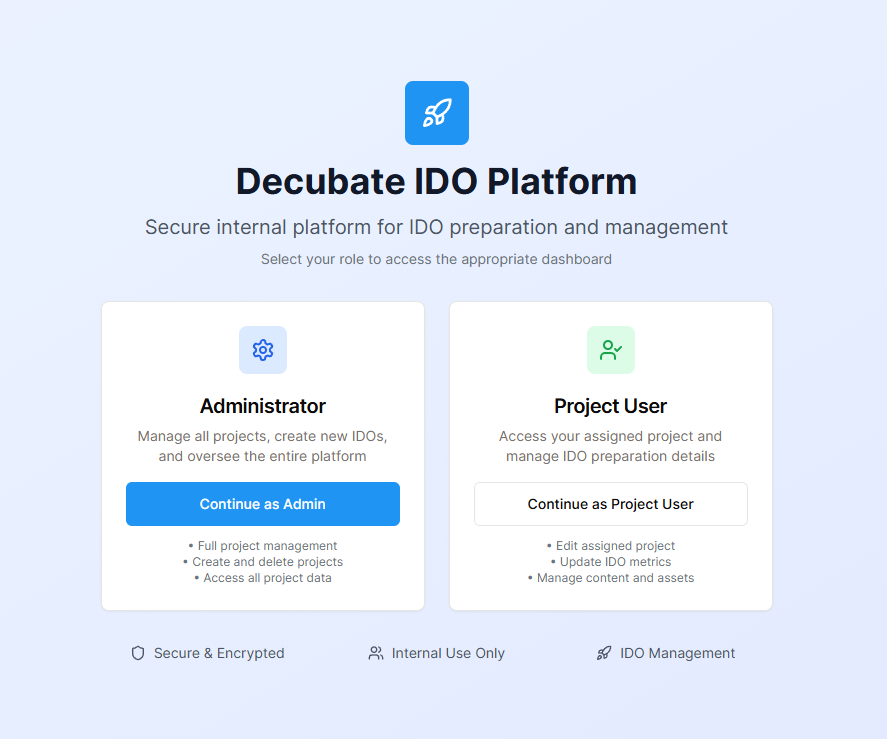 Decubate IDO Platform
Secure internal platform for IDO preparation and management
Select your role to access the appropriate dashboard
Administrator
Manage all projects, create new IDOs,
and oversee the entire platform
Continue as Admin
• Full project management
• Create and delete projects
• Access all project data
Project User
Access your assigned project and
manage IDO preparation details
Continue as Project User
• Edit assigned project
• Update IDO metrics
• Manage content and assets
Secure & Encrypted
Internal Use Only
IDO Management